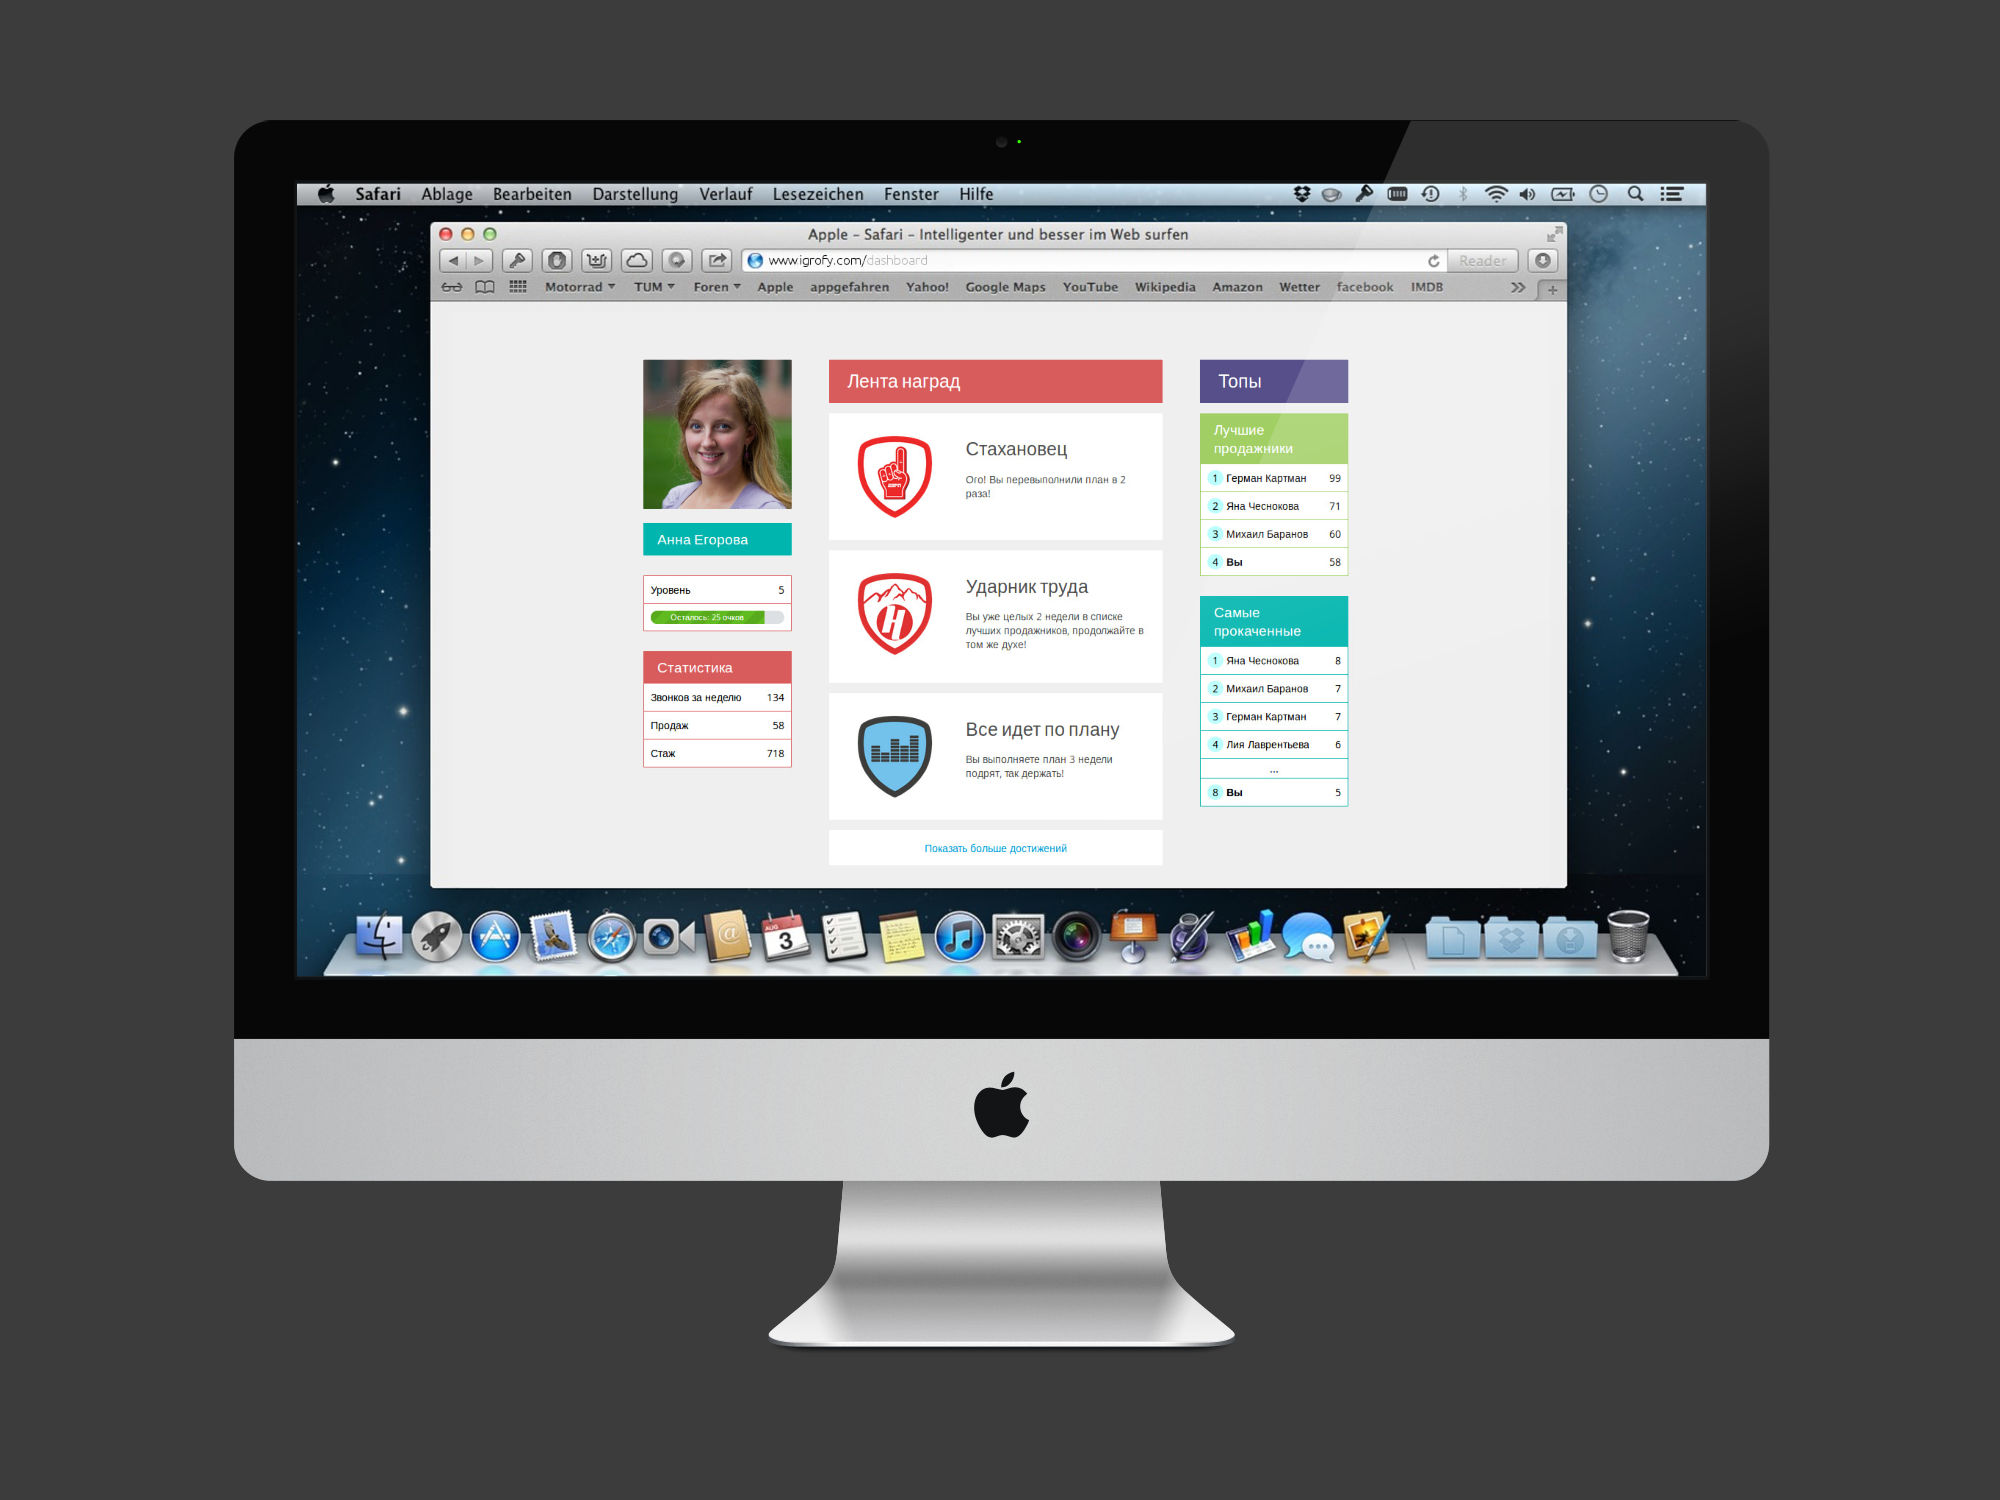 Safari Ablage Bearbeiten Darstellung Verlauf Lesezeichen Fenster Hilfe
Apple – Safari – Intelligenter und besser im Web surfen
www.igrofy.com/dashboard
Reader
Motorrad TUM Foren Apple appgefahren Yahoo! Google Maps YouTube Wikipedia Amazon Wetter facebook IMDB
Анна Егорова
Уровень 5
Осталось: 25 очков
Статистика
Звонков за неделю 134
Продаж 58
Стаж 718
Лента наград
ESPN
Стахановец
Ого! Вы перевыполнили план в 2
раза!
H
Ударник труда
Вы уже целых 2 недели в списке
лучших продажников, продолжайте в
том же духе!
Все идет по плану
Вы выполняете план 3 недели
подрят, так держать!
Показать больше достижений
Топы
Лучшие
продажники
1 Герман Картман 99
2 Яна Чеснокова 71
3 Михаил Баранов 60
4 Вы 58
Самые
прокаченные
1 Яна Чеснокова 8
2 Михаил Баранов 7
3 Герман Картман 7
4 Лия Лаврентьева 6
...
8 Вы 5
AUG
3